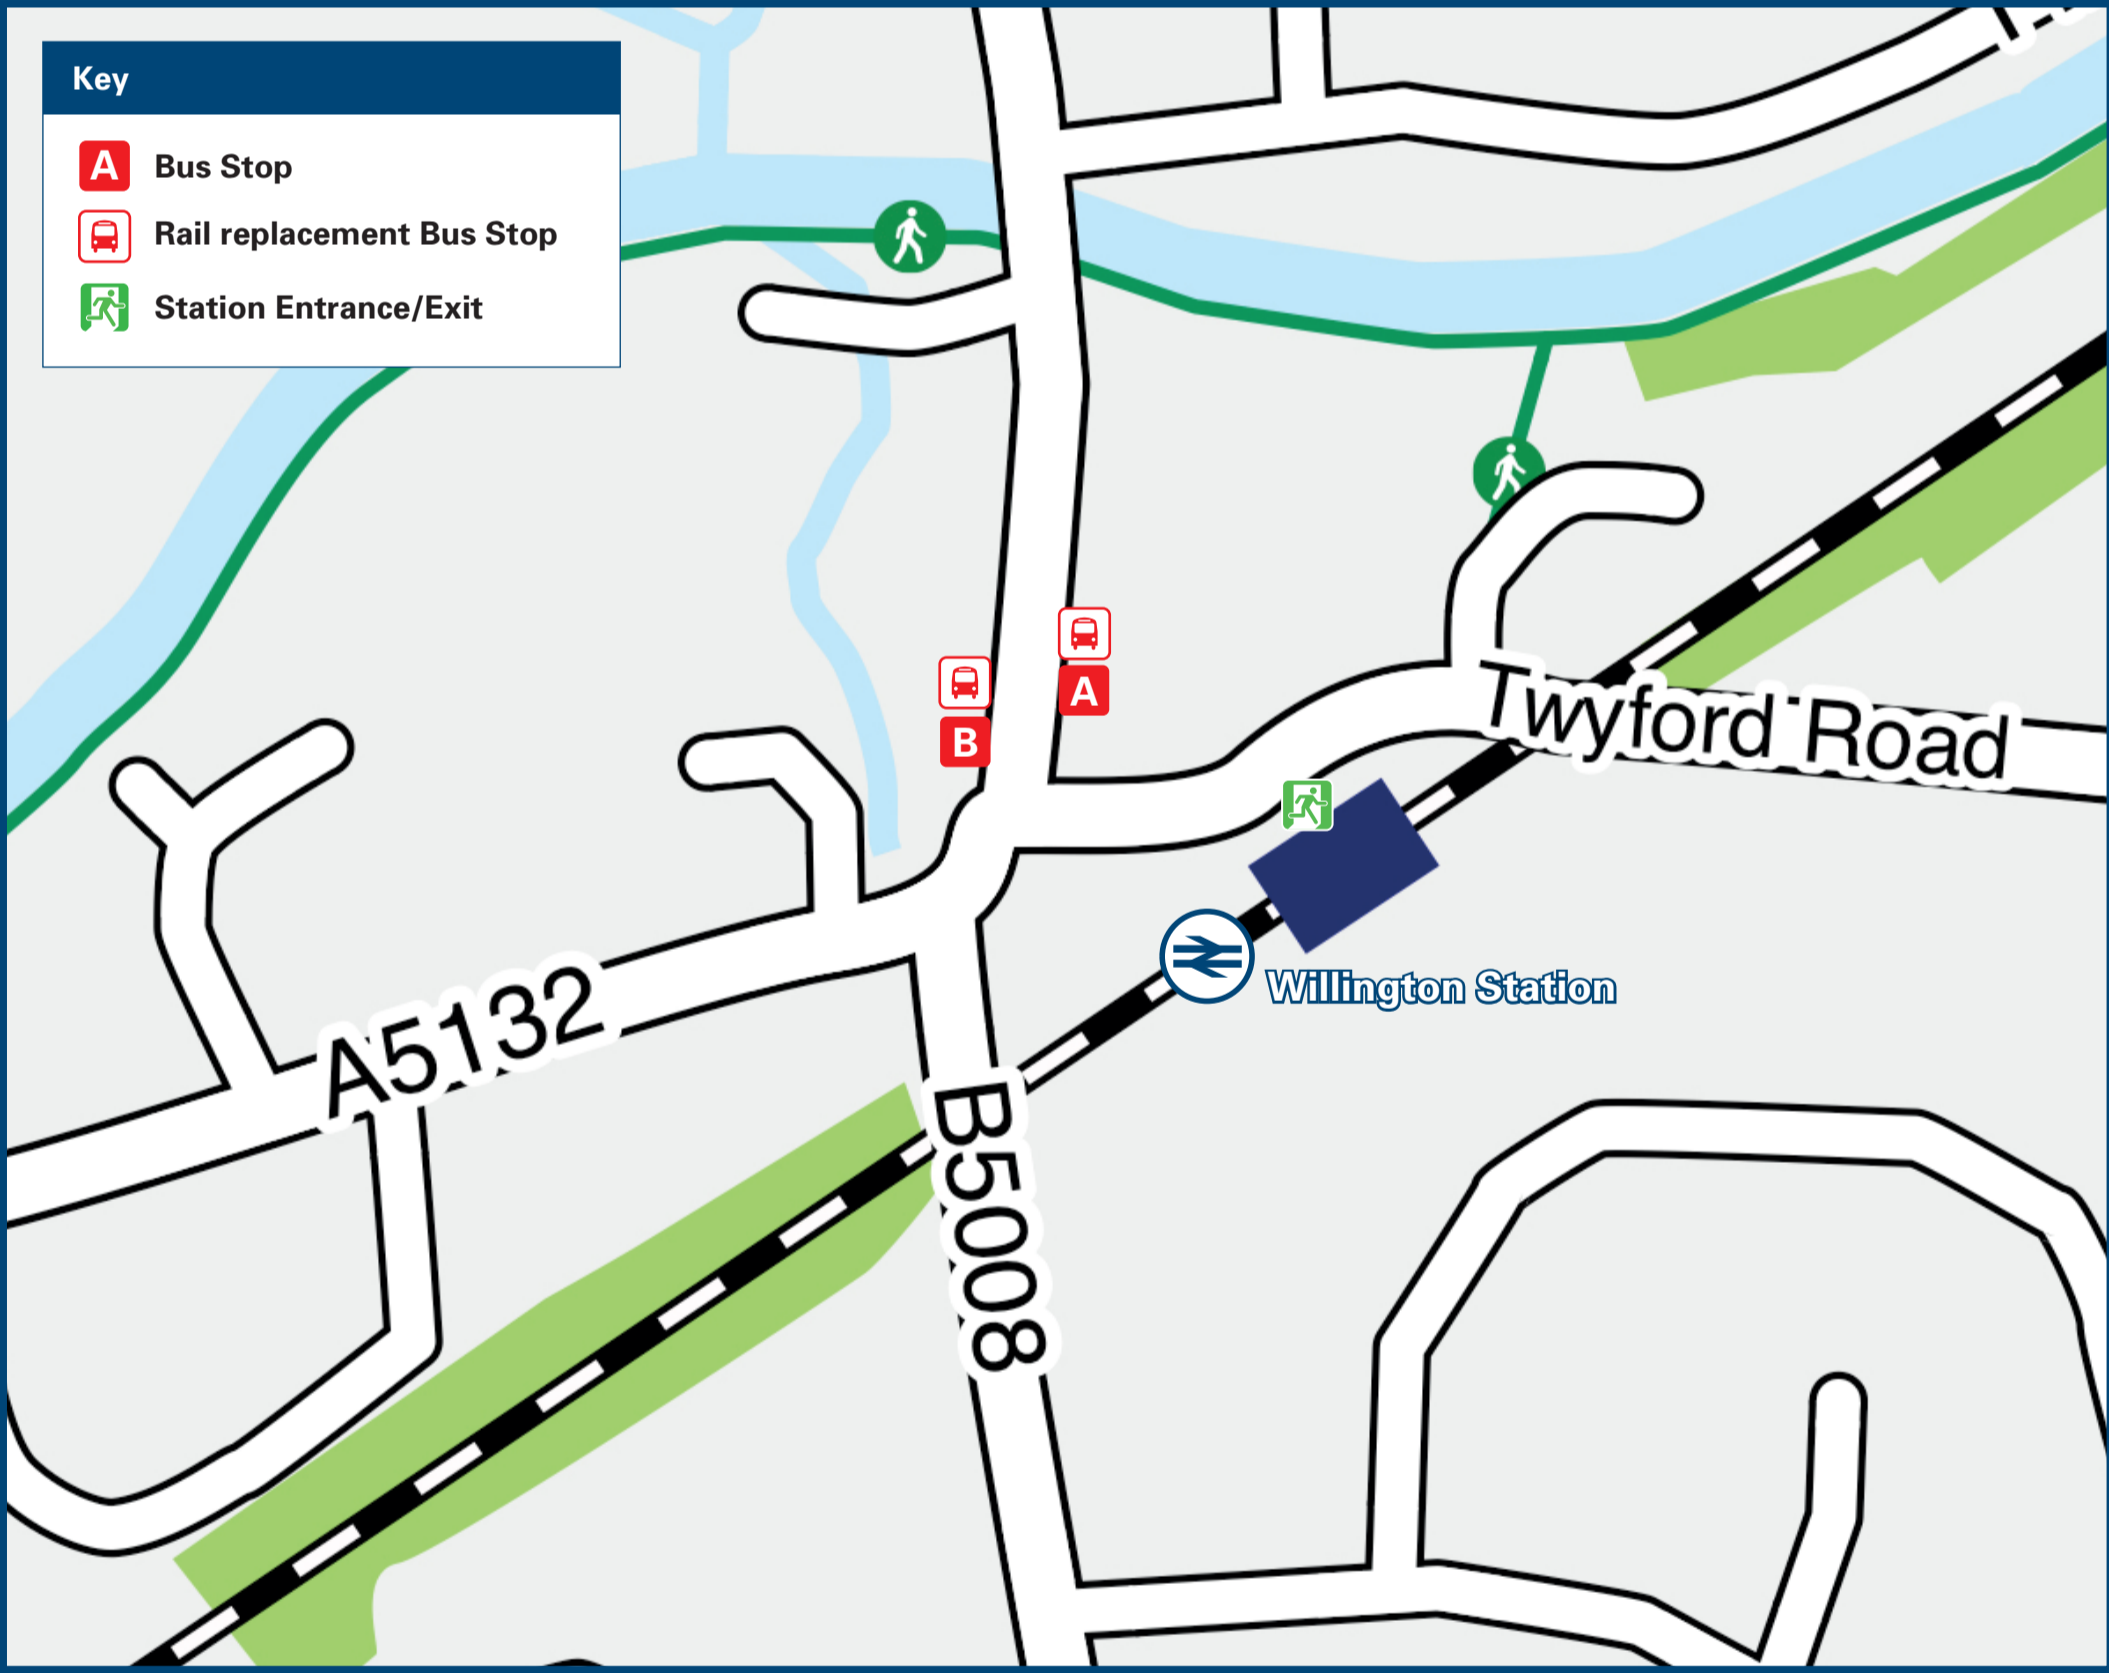 Key
A Bus Stop
Rail replacement Bus Stop
Station Entrance/Exit
A
B
Twyford Road
A5132
Willington Station
B5008